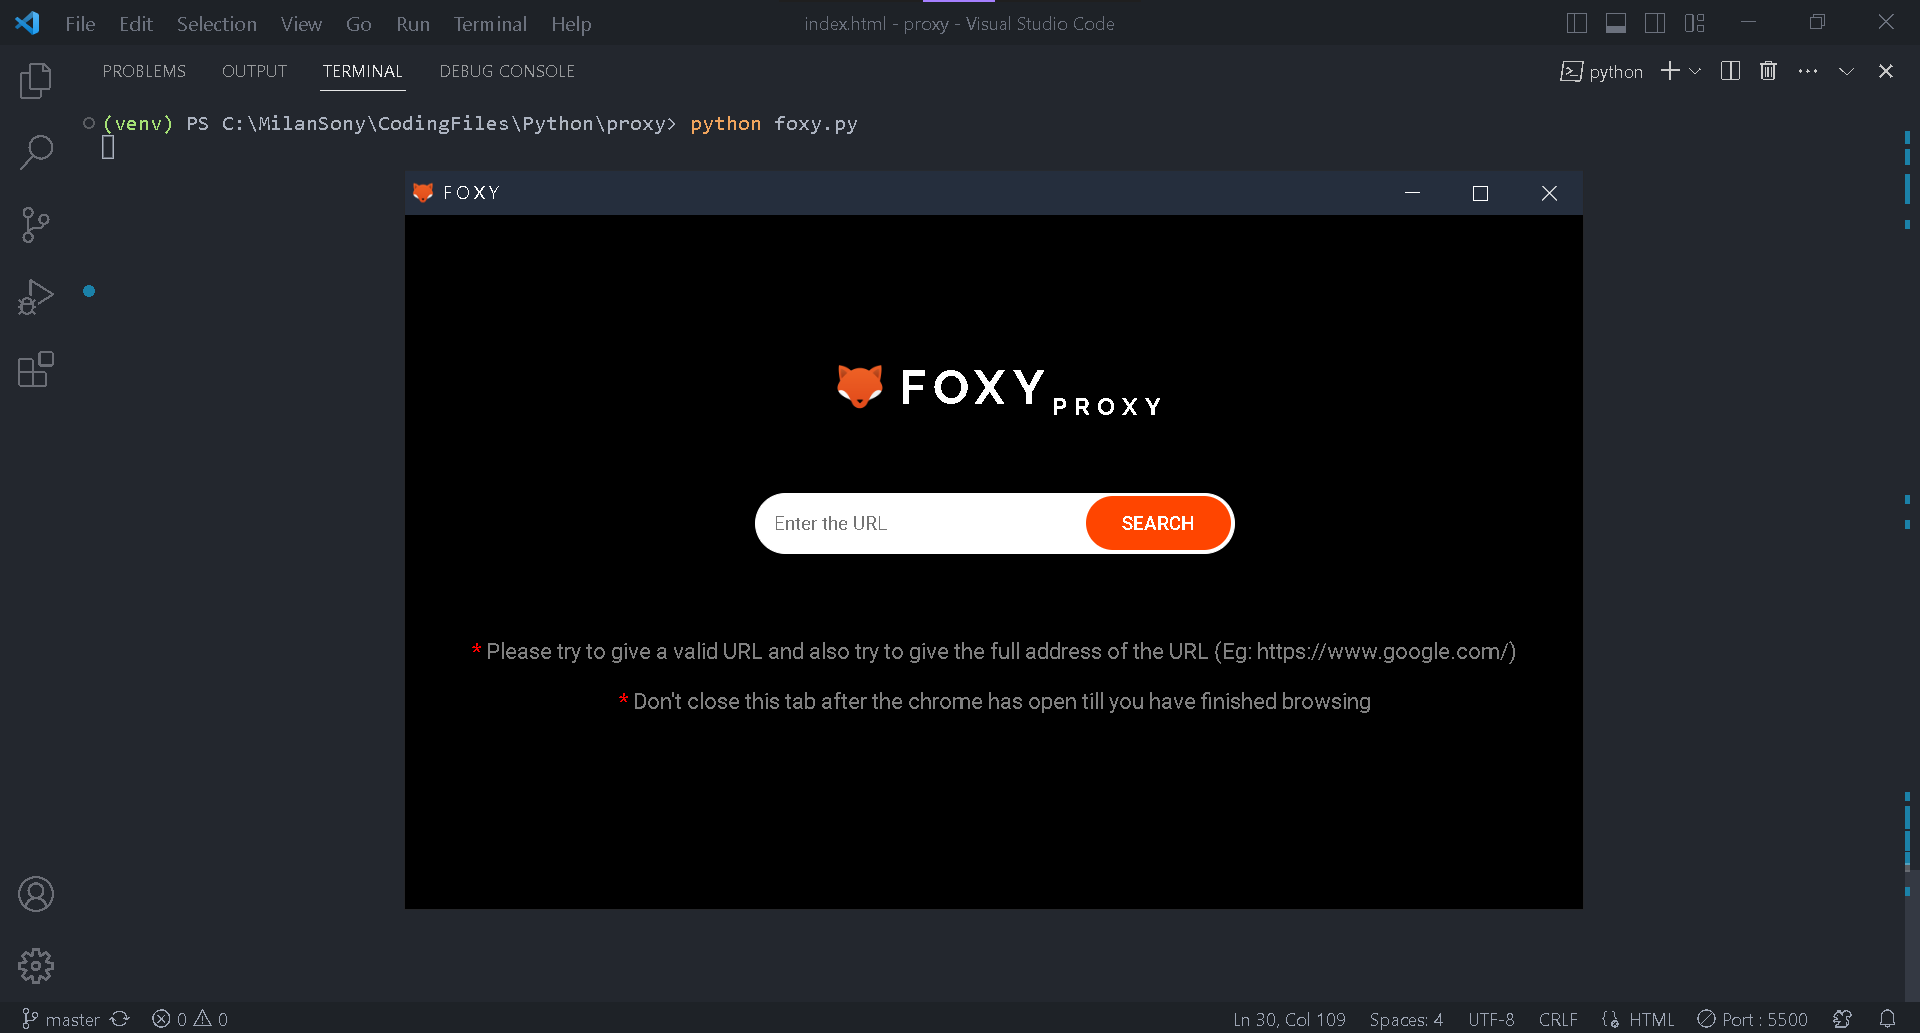 File Edit Selection View Go Run Terminal Help index.html - proxy - Visual Studio Code
PROBLEMS OUTPUT TERMINAL DEBUG CONSOLE python
(venv) PS C:\MilanSony\CodingFiles\Python\proxy> python foxy.py
FOXY
FOXY PROXY
Enter the URL SEARCH
* Please try to give a valid URL and also try to give the full address of the URL (Eg: https://www.google.com/)
* Don't close this tab after the chrome has open till you have finished browsing
master 0 0 Ln 30, Col 109 Spaces: 4 UTF-8 CRLF HTML Port : 5500